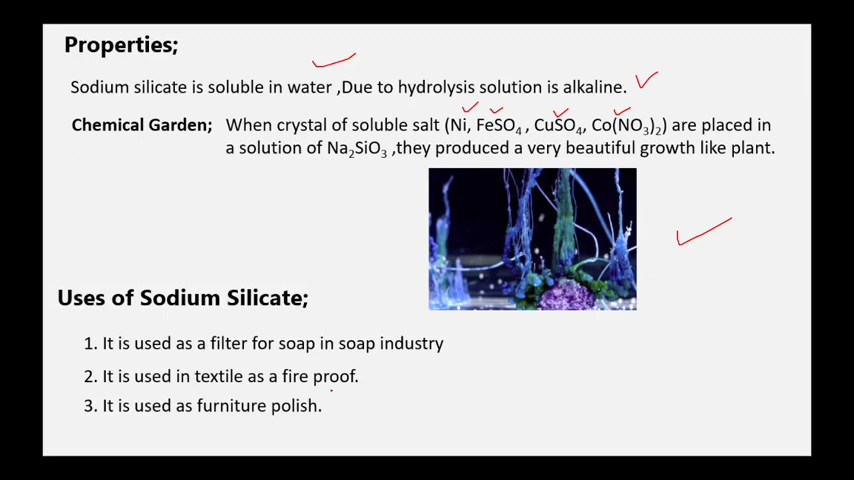 Properties;
Sodium silicate is soluble in water ,Due to hydrolysis solution is alkaline.
Chemical Garden; When crystal of soluble salt (Ni, FeSO₄ , CuSO₄, Co(NO₃)₂) are placed in
a solution of Na₂SiO₃ ,they produced a very beautiful growth like plant.
Uses of Sodium Silicate;
1. It is used as a filter for soap in soap industry
2. It is used in textile as a fire proof.
3. It is used as furniture polish.